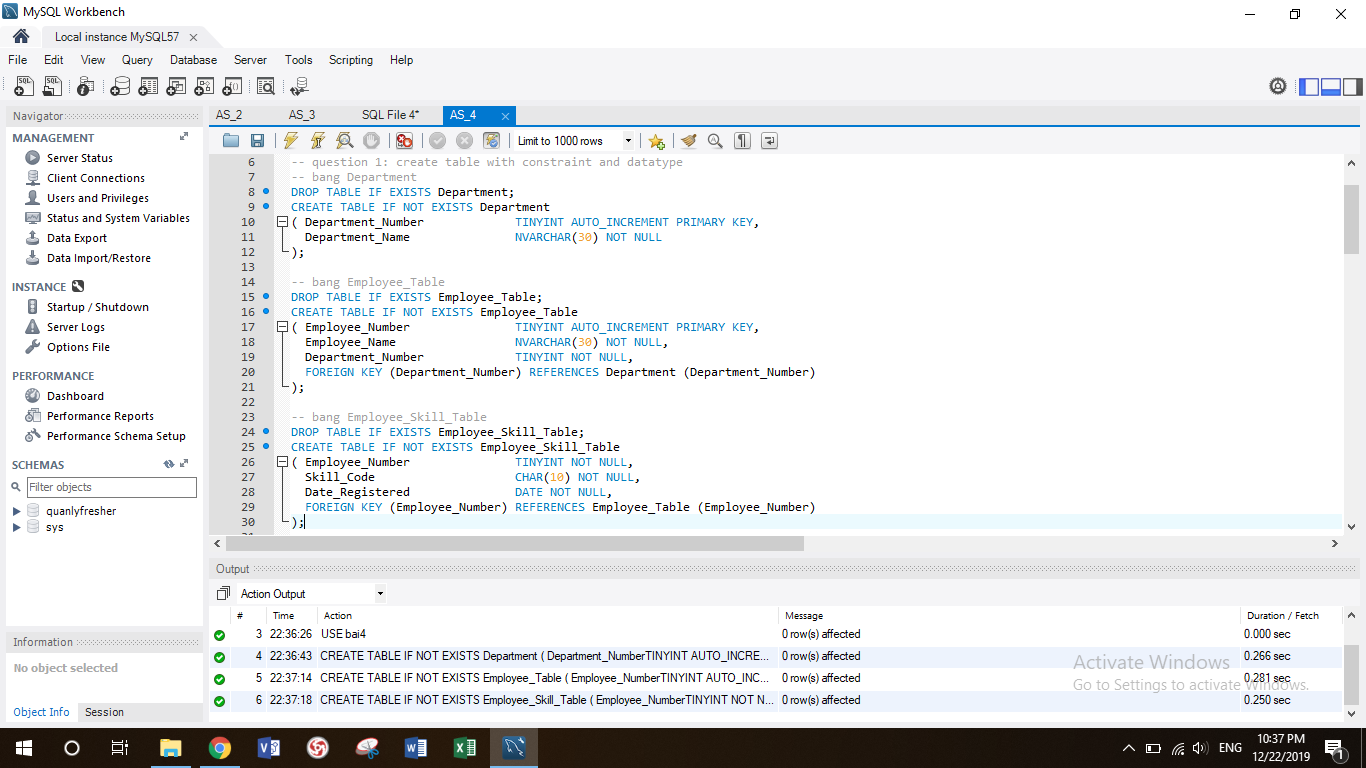 MySQL Workbench
Local instance MySQL57
File Edit View Query Database Server Tools Scripting Help
Navigator
MANAGEMENT
Server Status
Client Connections
Users and Privileges
Status and System Variables
Data Export
Data Import/Restore
INSTANCE
Startup / Shutdown
Server Logs
Options File
PERFORMANCE
Dashboard
Performance Reports
Performance Schema Setup
SCHEMAS
Filter objects
quanlyfresher
sys
Information
No object selected
Object Info Session
AS_2 AS_3 SQL File 4* AS_4
Limit to 1000 rows
6 -- question 1: create table with constraint and datatype
7 -- bang Department
8 DROP TABLE IF EXISTS Department;
9 CREATE TABLE IF NOT EXISTS Department
10 ( Department_Number TINYINT AUTO_INCREMENT PRIMARY KEY,
11 Department_Name NVARCHAR(30) NOT NULL
12 );
13
14 -- bang Employee_Table
15 DROP TABLE IF EXISTS Employee_Table;
16 CREATE TABLE IF NOT EXISTS Employee_Table
17 ( Employee_Number TINYINT AUTO_INCREMENT PRIMARY KEY,
18 Employee_Name NVARCHAR(30) NOT NULL,
19 Department_Number TINYINT NOT NULL,
20 FOREIGN KEY (Department_Number) REFERENCES Department (Department_Number)
21 );
22
23 -- bang Employee_Skill_Table
24 DROP TABLE IF EXISTS Employee_Skill_Table;
25 CREATE TABLE IF NOT EXISTS Employee_Skill_Table
26 ( Employee_Number TINYINT NOT NULL,
27 Skill_Code CHAR(10) NOT NULL,
28 Date_Registered DATE NOT NULL,
29 FOREIGN KEY (Employee_Number) REFERENCES Employee_Table (Employee_Number)
30 );
Output
Action Output
# Time Action Message Duration / Fetch
3 22:36:26 USE bai4 0 row(s) affected 0.000 sec
4 22:36:43 CREATE TABLE IF NOT EXISTS Department ( Department_NumberTINYINT AUTO_INCRE... 0 row(s) affected 0.266 sec
5 22:37:14 CREATE TABLE IF NOT EXISTS Employee_Table ( Employee_NumberTINYINT AUTO_INC... 0 row(s) affected 0.281 sec
6 22:37:18 CREATE TABLE IF NOT EXISTS Employee_Skill_Table ( Employee_NumberTINYINT NOT N... 0 row(s) affected 0.250 sec
Activate Windows
Go to Settings to activate Windows.
ENG
10:37 PM
12/22/2019
1